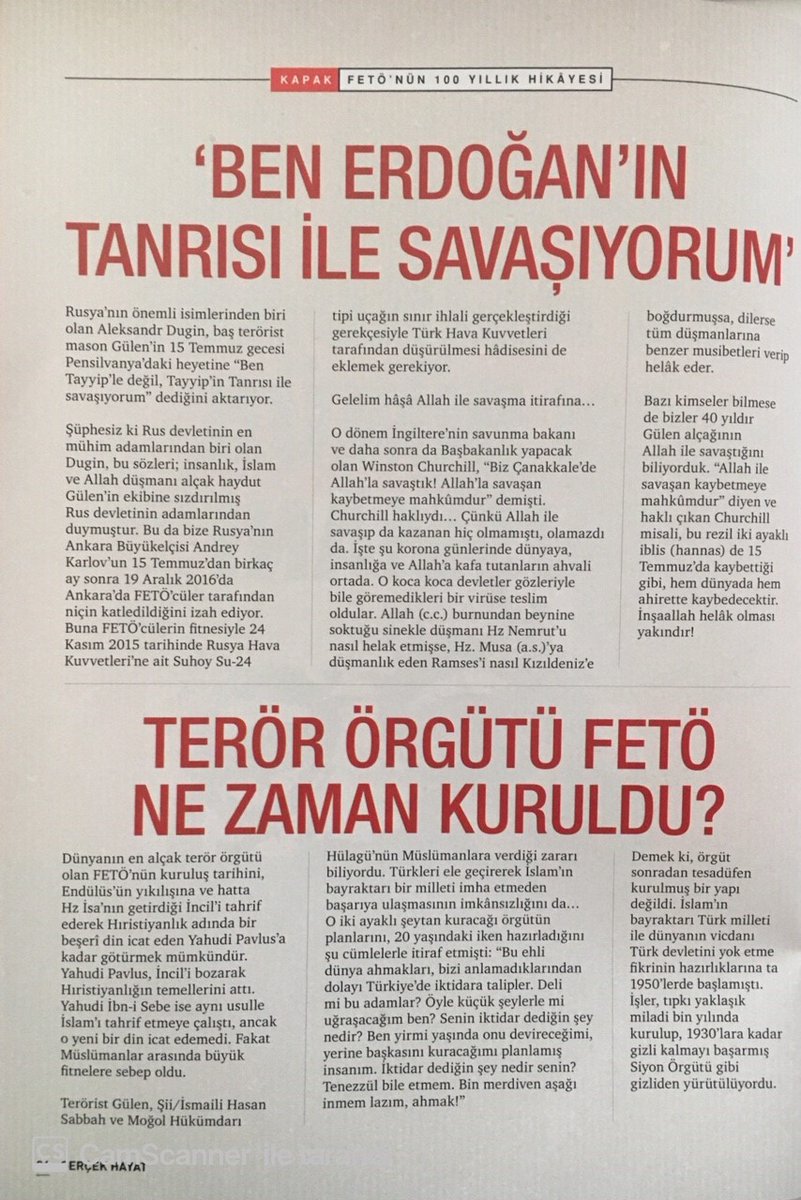 KAPAK FETÖ'NÜN 100 YILLIK HİKÂYESİ
‘BEN ERDOĞAN’IN
TANRISI İLE SAVAŞIYORUM’
Rusya’nın önemli isimlerinden biri
olan Aleksandr Dugin, baş terörist
mason Gülen’in 15 Temmuz gecesi
Pensilvanya’daki heyetine “Ben
Tayyip’le değil, Tayyip’in Tanrısı ile
savaşıyorum” dediğini aktarıyor.
Şüphesiz ki Rus devletinin en
mühim adamlarından biri olan
Dugin, bu sözleri; insanlık, İslam
ve Allah düşmanı alçak haydut
Gülen’in ekibine sızdırılmış
Rus devletinin adamlarından
duymuştur. Bu da bize Rusya’nın
Ankara Büyükelçisi Andrey
Karlov’un 15 Temmuz’dan birkaç
ay sonra 19 Aralık 2016’da
Ankara’da FETÖ’cüler tarafından
niçin katledildiğini izah ediyor.
Buna FETÖ’cülerin fitnesiyle 24
Kasım 2015 tarihinde Rusya Hava
Kuvvetleri’ne ait Suhoy Su-24
tipi uçağın sınır ihlali gerçekleştirdiği
gerekçesiyle Türk Hava Kuvvetleri
tarafından düşürülmesi hâdisesini de
eklemek gerekiyor.
Gelelim hâşâ Allah ile savaşma itirafına…
O dönem İngiltere’nin savunma bakanı
ve daha sonra da Başbakanlık yapacak
olan Winston Churchill, “Biz Çanakkale’de
Allah’la savaştık! Allah’la savaşan
kaybetmeye mahkûmdur” demişti.
Churchill haklıydı… Çünkü Allah ile
savaşıp da kazanan hiç olmamıştı, olamazdı
da. İşte şu korona günlerinde dünyaya,
insanlığa ve Allah’a kafa tutanların ahvali
ortada. O koca koca devletler gözleriyle
bile göremedikleri bir virüse teslim
oldular. Allah (c.c.) burnundan beynine
soktuğu sinekle düşmanı Hz Nemrut’u
nasıl helak etmişse, Hz. Musa (a.s.)’ya
düşmanlık eden Ramses’i nasıl Kızıldeniz’e
boğdurmuşsa, dilerse
tüm düşmanlarına
benzer musibetleri verip
helâk eder.
Bazı kimseler bilmese
de bizler 40 yıldır
Gülen alçağının
Allah ile savaştığını
biliyorduk. “Allah ile
savaşan kaybetmeye
mahkûmdur” diyen ve
haklı çıkan Churchill
misali, bu rezil iki ayaklı
iblis (hannas) de 15
Temmuz’da kaybettiği
gibi, hem dünyada hem
ahirette kaybedecektir.
İnşaallah helâk olması
yakındır!
TERÖR ÖRGÜTÜ FETÖ
NE ZAMAN KURULDU?
Dünyanın en alçak terör örgütü
olan FETÖ’nün kuruluş tarihini,
Endülüs’ün yıkılışına ve hatta
Hz İsa’nın getirdiği İncil’i tahrif
ederek Hıristiyanlık adında bir
beşerî din icat eden Yahudi Pavlus’a
kadar götürmek mümkündür.
Yahudi Pavlus, İncil’i bozarak
Hıristiyanlığın temellerini attı.
Yahudi İbn-i Sebe ise aynı usulle
İslam’ı tahrif etmeye çalıştı, ancak
o yeni bir din icat edemedi. Fakat
Müslümanlar arasında büyük
fitnelere sebep oldu.
Terörist Gülen, Şii/İsmaili Hasan
Sabbah ve Moğol Hükümdarı
Hülagü’nün Müslümanlara verdiği zararı
biliyordu. Türkleri ele geçirerek İslam’ın
bayraktarı bir milleti imha etmeden
başarıya ulaşmasının imkânsızlığını da…
O iki ayaklı şeytan kuracağı örgütün
planlarını, 20 yaşındaki iken hazırladığını
şu cümlelerle itiraf etmişti: “Bu ehli
dünya ahmakları, bizi anlamadıklarından
dolayı Türkiye’de iktidara talipler. Deli
mi bu adamlar? Öyle küçük şeylerle mi
uğraşacağım ben? Senin iktidar dediğin şey
nedir? Ben yirmi yaşında onu devireceğimi,
yerine başkasını kuracağımı planlamış
insanım. İktidar dediğin şey nedir senin?
Tenezzül bile etmem. Bin merdiven aşağı
inmem lazım, ahmak!”
Demek ki, örgüt
sonradan tesadüfen
kurulmuş bir yapı
değildi. İslam’ın
bayraktarı Türk milleti
ile dünyanın vicdanı
Türk devletini yok etme
fikrinin hazırlıklarına ta
1950’lerde başlamıştı.
İşler, tıpkı yaklaşık
miladi bin yılında
kurulup, 1930’lara kadar
gizli kalmayı başarmış
Siyon Örgütü gibi
gizliden yürütülüyordu.
CS CamScanner ile
GERÇEK HAYAT